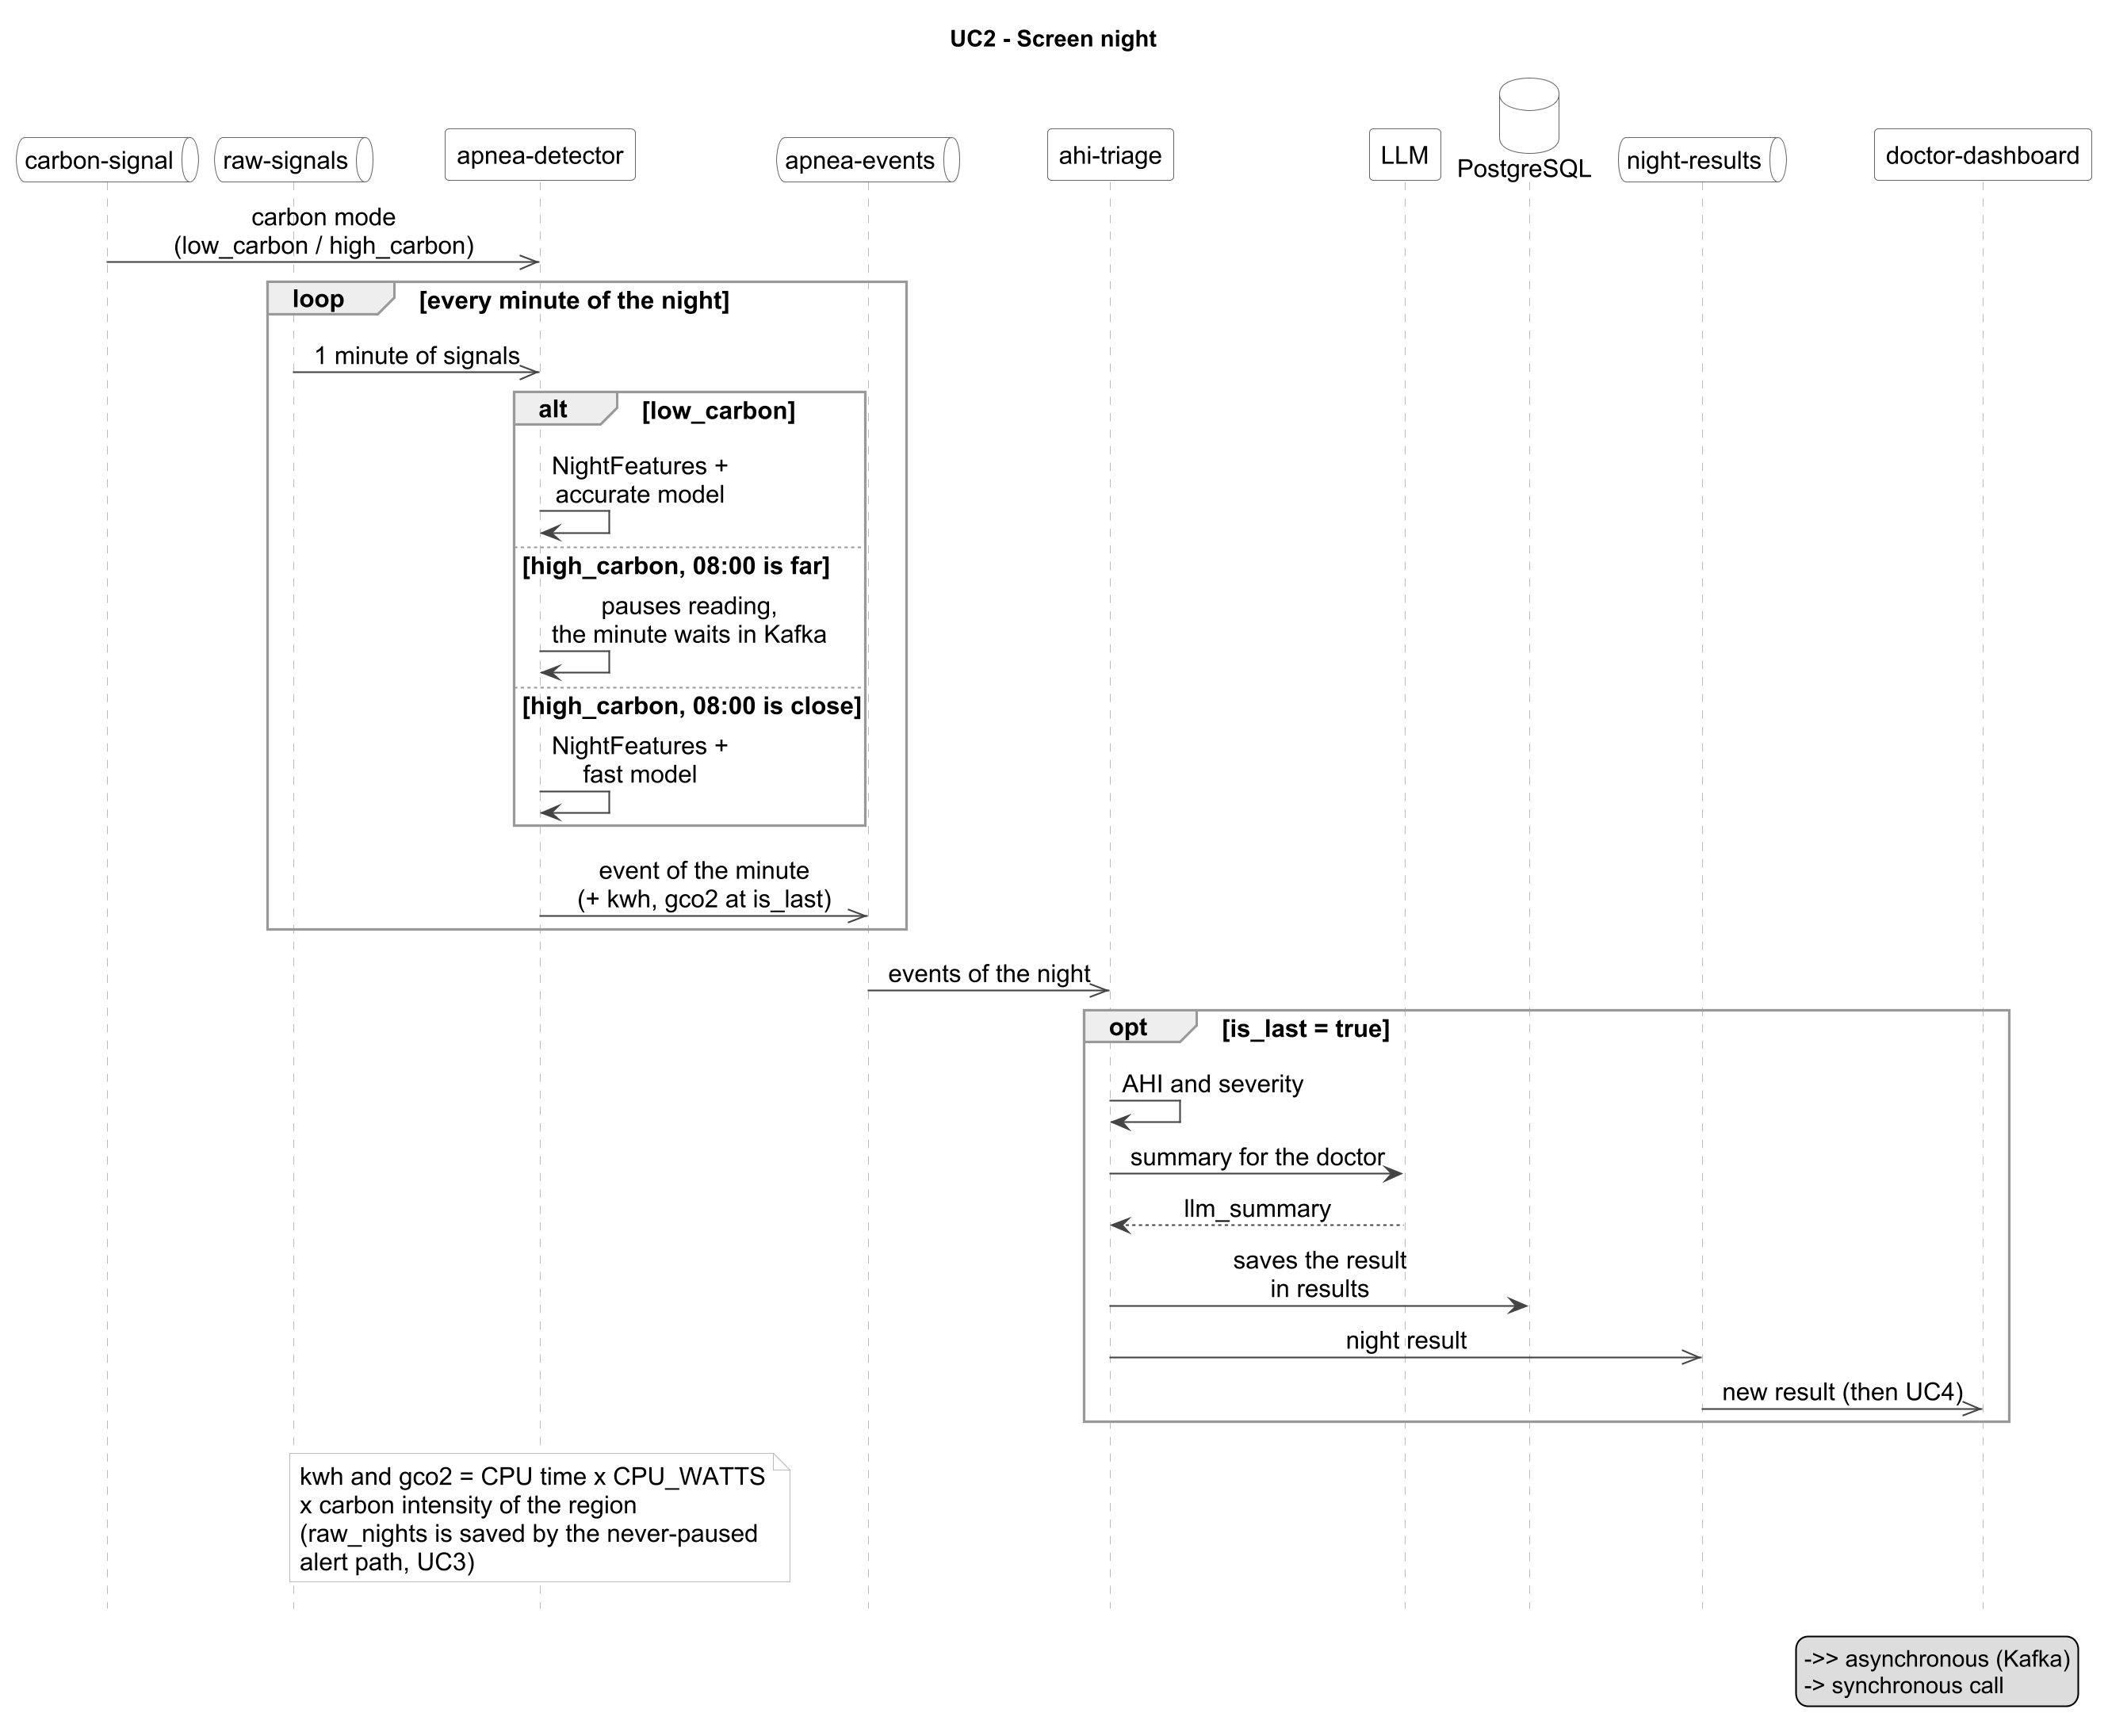 UC2 - Screen night
carbon-signal
raw-signals
apnea-detector
apnea-events
ahi-triage
LLM
PostgreSQL
night-results
doctor-dashboard
carbon mode
(low_carbon / high_carbon)
loop
[every minute of the night]
1 minute of signals
alt
[low_carbon]
NightFeatures +
accurate model
[high_carbon, 08:00 is far]
pauses reading,
the minute waits in Kafka
[high_carbon, 08:00 is close]
NightFeatures +
fast model
event of the minute
(+ kwh, gco2 at is_last)
events of the night
opt
[is_last = true]
AHI and severity
summary for the doctor
llm_summary
saves the result
in results
night result
new result (then UC4)
kwh and gco2 = CPU time x CPU_WATTS
x carbon intensity of the region
(raw_nights is saved by the never-paused
alert path, UC3)
->> asynchronous (Kafka)
-> synchronous call